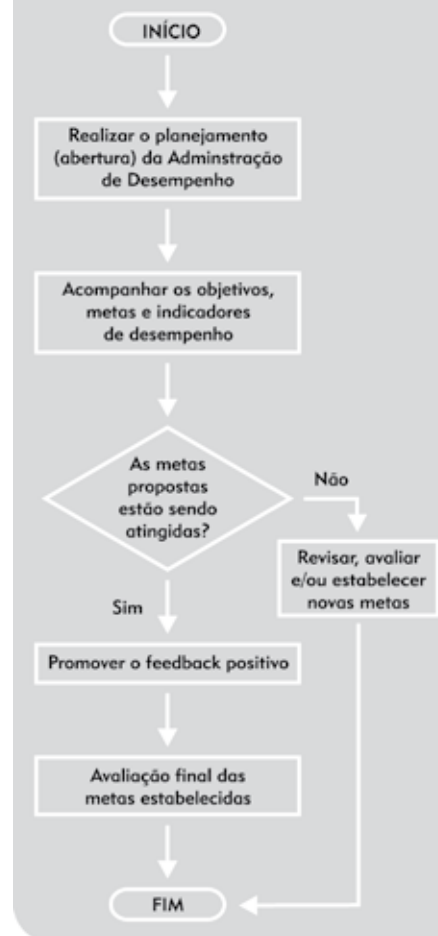 INÍCIO
Realizar o planejamento
(abertura) da Adminstração
de Desempenho
Acompanhar os objetivos,
metas e indicadores
de desempenho
As metas
propostas
estão sendo
atingidas?
Não
Revisar, avaliar
e/ou estabelecer
novas metas
Sim
Promover o feedback positivo
Avaliação final das
metas estabelecidas
FIM